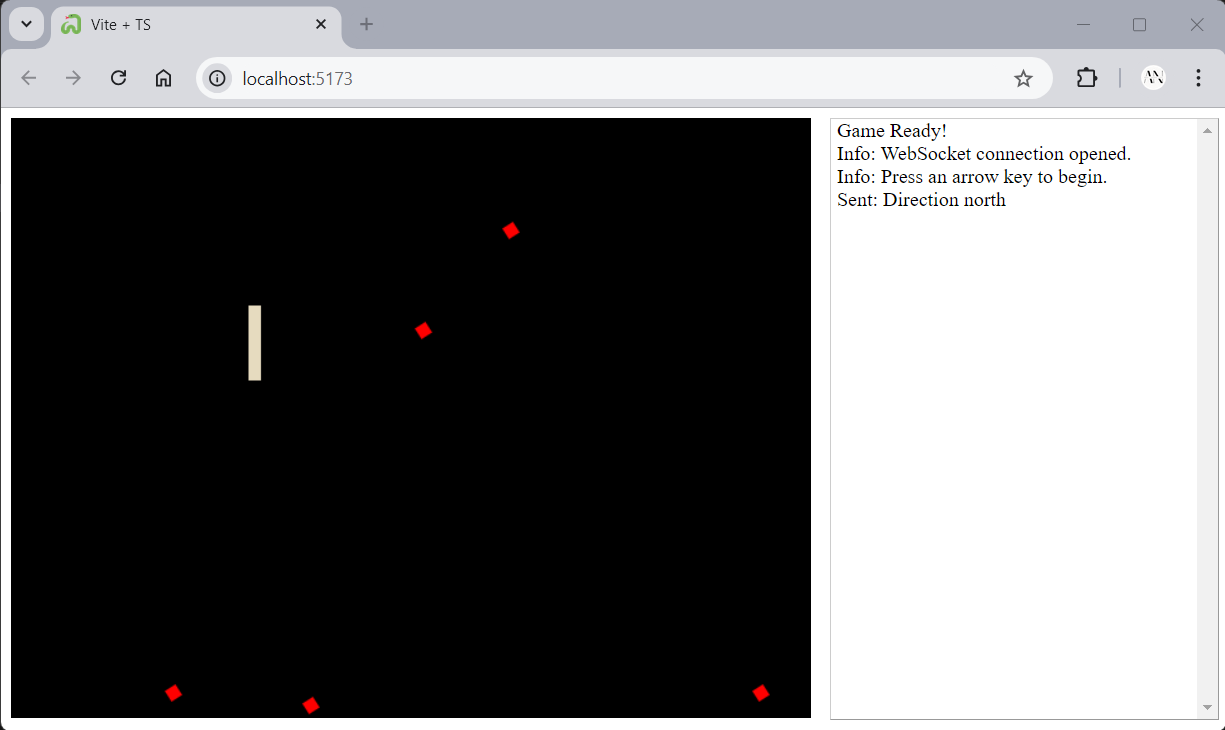 Vite + TS
localhost:5173
Game Ready!
Info: WebSocket connection opened.
Info: Press an arrow key to begin.
Sent: Direction north